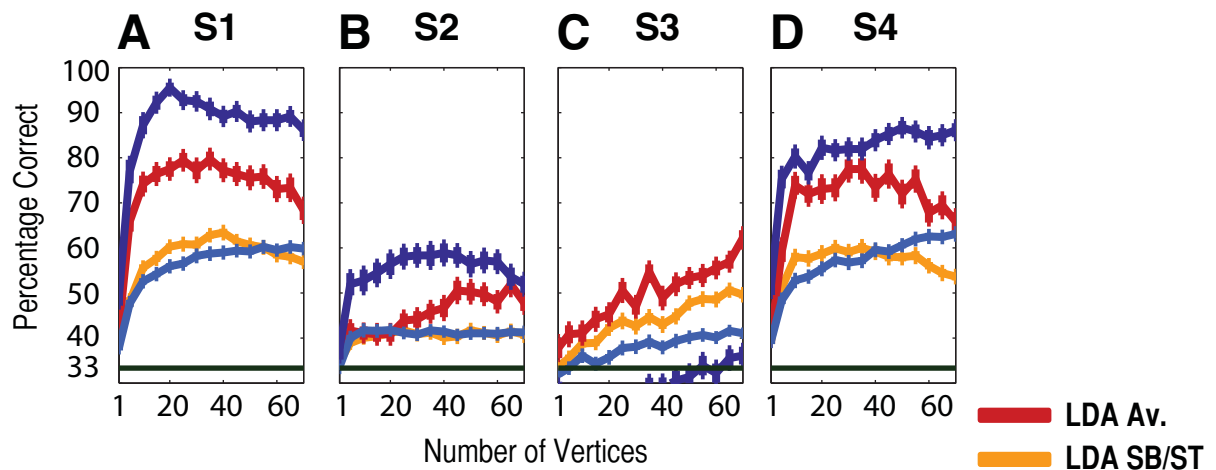 A S1 B S2 C S3 D S4
100
90
80
70
60
50
40
33
Percentage Correct
1 20 40 60 1 20 40 60 1 20 40 60 1 20 40 60
Number of Vertices
LDA Av.
LDA SB/ST